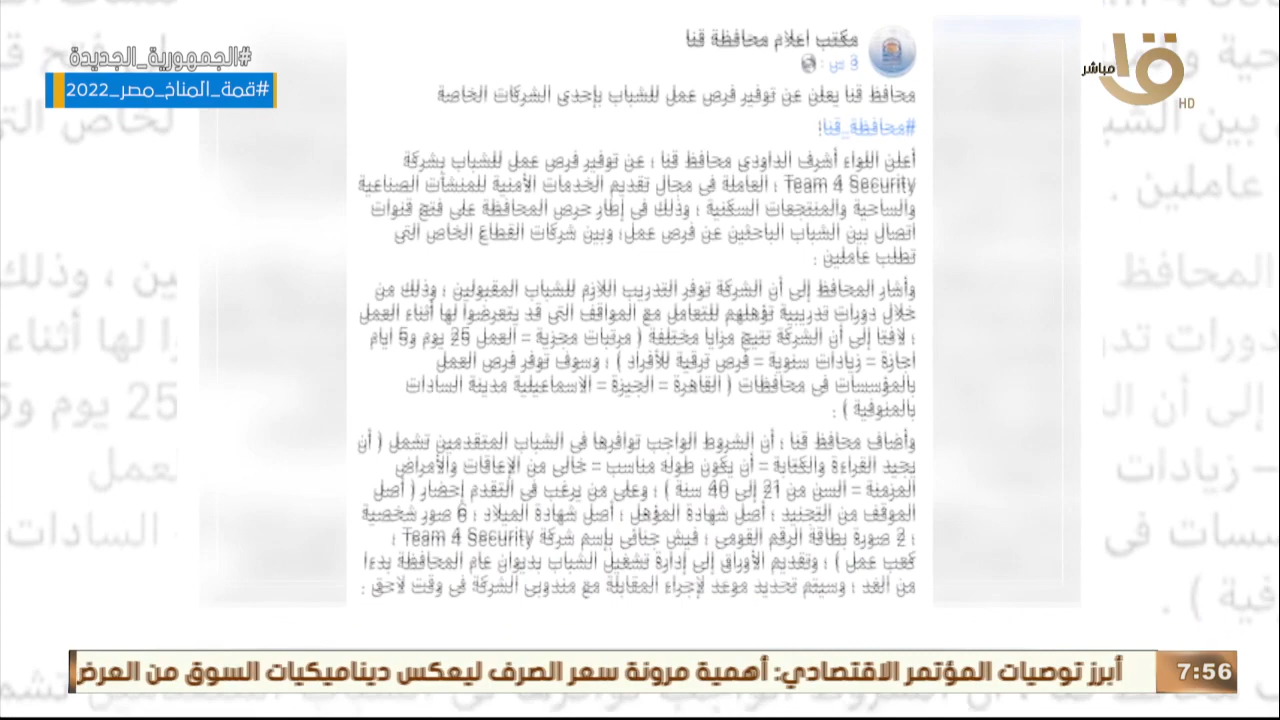 #الجمهورية_الجديدة
#قمة_المناخ_مصر_2022
مباشر
HD
مكتب اعلام محافظة قنا
3 س
محافظ قنا يعلن عن توفير فرص عمل للشباب بإحدى الشركات الخاصة
#محافظة_قنا:
أعلن اللواء أشرف الداودى محافظ قنا ، عن توفير فرص عمل للشباب بشركة
Team 4 Security ، العاملة فى مجال تقديم الخدمات الأمنية للمنشآت الصناعية
والساحية والمنتجعات السكنية ، وذلك فى إطار حرص المحافظة على فتح قنوات
اتصال بين الشباب الباحثين عن فرص عمل، وبين شركات القطاع الخاص التى
تطلب عاملين .
وأشار المحافظ إلى أن الشركة توفر التدريب اللازم للشباب المقبولين ، وذلك من
خلال دورات تدريبية تؤهلهم للتعامل مع المواقف التى قد يتعرضوا لها أثناء العمل
، لافتا إلى أن الشركة تتيح مزايا مختلفة ( مرتبات مجزية – العمل 25 يوم و5 ايام
اجازة – زيادات سنوية – فرص ترقية للأفراد ) ، وسوف توفر فرص العمل
بالمؤسسات فى محافظات ( القاهرة – الجيزة – الاسماعيلية مدينة السادات
بالمنوفية ) .
وأضاف محافظ قنا ، أن الشروط الواجب توافرها فى الشباب المتقدمين تشمل ( أن
يجيد القراءة والكتابة – أن يكون طوله مناسب – خالى من الإعاقات والأمراض
المزمنة – السن من 21 إلى 40 سنة ) ، وعلى من يرغب فى التقدم إحضار ( أصل
الموقف من التجنيد ، أصل شهادة المؤهل ، أصل شهادة الميلاد ، 6 صور شخصية
، 2 صورة بطاقة الرقم القومى ، فيش جنائى بإسم شركة Team 4 Security ،
كعب عمل ) ، وتقديم الأوراق إلى إدارة تشغيل الشباب بديوان عام المحافظة بدءا
من الغد ، وسيتم تحديد موعد لإجراء المقابلة مع مندوبى الشركة فى وقت لاحق .
أبرز توصيات المؤتمر الاقتصادي: أهمية مرونة سعر الصرف ليعكس ديناميكيات السوق من العرض
7:56